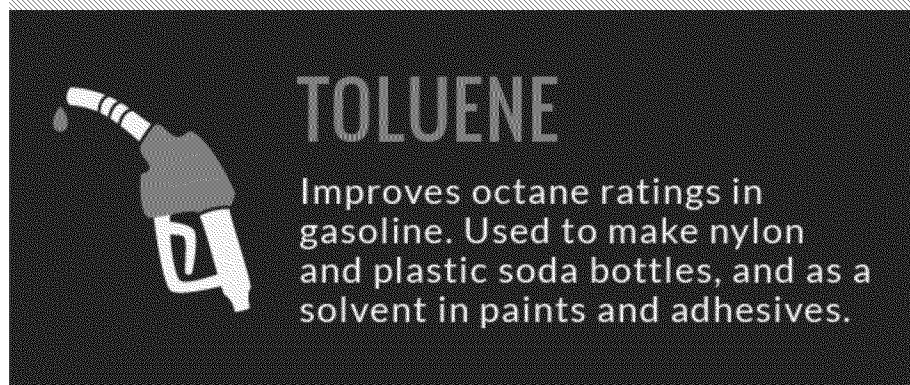 TOLUENE
Improves octane ratings in
gasoline. Used to make nylon
and plastic soda bottles, and as a
solvent in paints and adhesives.